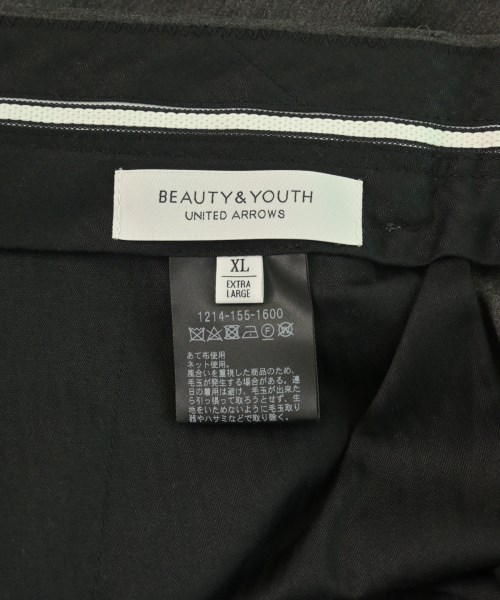 BEAUTY&YOUTH
UNITED ARROWS
XL
EXTRA
LARGE
1214-155-1600
あて布使用
ネット使用。
風合いを重視した商品のため、
毛玉が発生する場合がある。連
日の着用は避け、毛玉が出来た
ら引っ張って取ろうとせず、生
地をいためないように毛玉取り
器やハサミなどで取り除く。